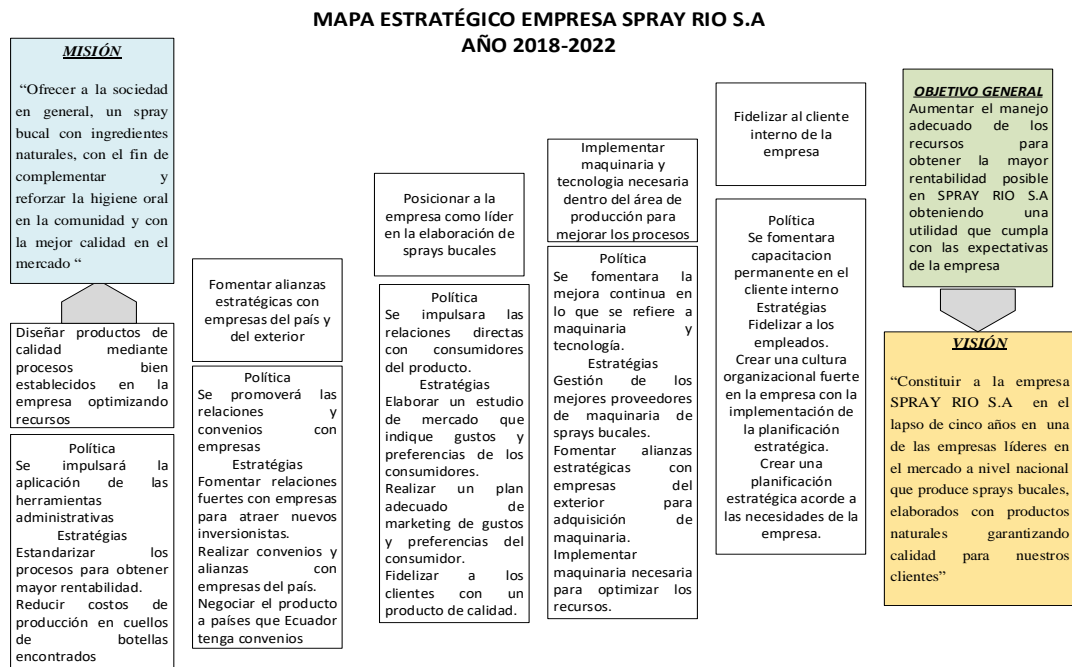 MAPA ESTRATÉGICO EMPRESA SPRAY RIO S.A
AÑO 2018-2022
MISIÓN
“Ofrecer a la sociedad
en general, un spray
bucal con ingredientes
naturales, con el fin de
complementar y
reforzar la higiene oral
en la comunidad y con
la mejor calidad en el
mercado “
Diseñar productos de
calidad mediante
procesos bien
establecidos en la
empresa optimizando
recursos
Política
Se impulsará la
aplicación de las
herramientas
administrativas
Estratégias
Estandarizar los
procesos para obtener
mayor rentabilidad.
Reducir costos de
producción en cuellos
de botellas
encontrados
Fomentar alianzas
estratégicas con
empresas del país y
del exterior
Política
Se promoverá las
relaciones y
convenios con
empresas
Estratégias
Fomentar relaciones
fuertes con empresas
para atraer nuevos
inversionistas.
Realizar convenios y
alianzas con
empresas del país.
Negociar el producto
a países que Ecuador
tenga convenios
Posicionar a la
empresa como líder
en la elaboración de
sprays bucales
Política
Se impulsara las
relaciones directas
con consumidores
del producto.
Estratégias
Elaborar un estudio
de mercado que
indique gustos y
preferencias de los
consumidores.
Realizar un plan
adecuado de
marketing de gustos
y preferencias del
consumidor.
Fidelizar a los
clientes con un
producto de calidad.
Implementar
maquinaria y
tecnologia necesaria
dentro del área de
producción para
mejorar los procesos
Política
Se fomentara la
mejora continua en
lo que se refiere a
maquinaria y
tecnología.
Estratégias
Gestión de los
mejores proveedores
de maquinaria de
sprays bucales.
Fomentar alianzas
estratégicas con
empresas del
exterior para
adquisición de
maquinaria.
Implementar
maquinaria necesaria
para optimizar los
recursos.
Fidelizar al cliente
interno de la
empresa
Política
Se fomentara
capacitacion
permanente en el
cliente interno
Estratégias
Fidelizar a los
empleados.
Crear una cultura
organizacional fuerte
en la empresa con la
implementación de
la planificación
estratégica.
Crear una
planificación
estratégica acorde a
las necesidades de la
empresa.
OBJETIVO GENERAL
Aumentar el manejo
adecuado de los
recursos para
obtener la mayor
rentabilidad posible
en SPRAY RIO S.A
obteniendo una
utilidad que cumpla
con las expectativas
de la empresa
VISIÓN
“Constituir a la empresa
SPRAY RIO S.A en el
lapso de cinco años en una
de las empresas líderes en
el mercado a nivel nacional
que produce sprays bucales,
elaborados con productos
naturales garantizando
calidad para nuestros
clientes”